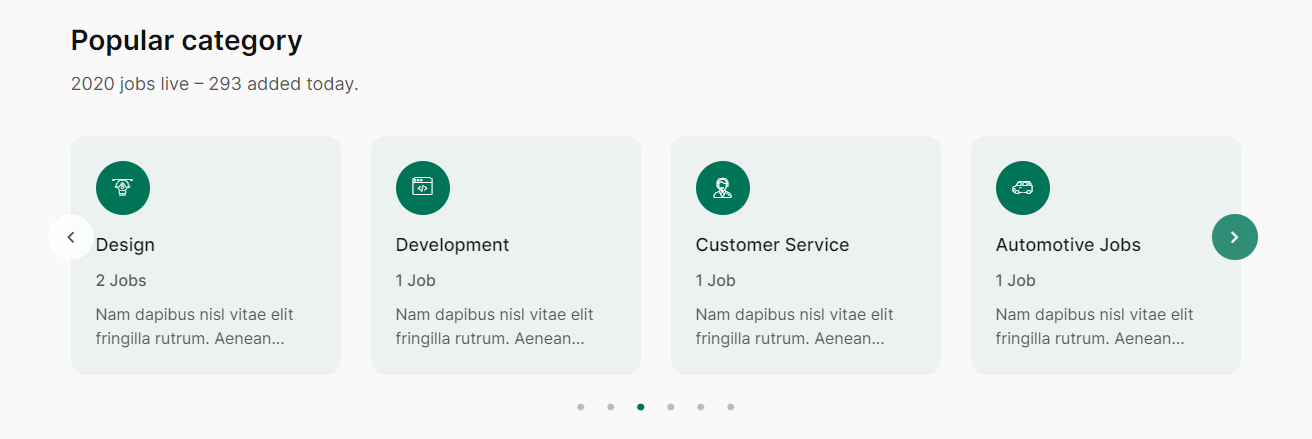 Popular category
2020 jobs live – 293 added today.
Design
2 Jobs
Nam dapibus nisl vitae elit
fringilla rutrum. Aenean...
Development
1 Job
Nam dapibus nisl vitae elit
fringilla rutrum. Aenean...
Customer Service
1 Job
Nam dapibus nisl vitae elit
fringilla rutrum. Aenean...
Automotive Jobs
1 Job
Nam dapibus nisl vitae elit
fringilla rutrum. Aenean...